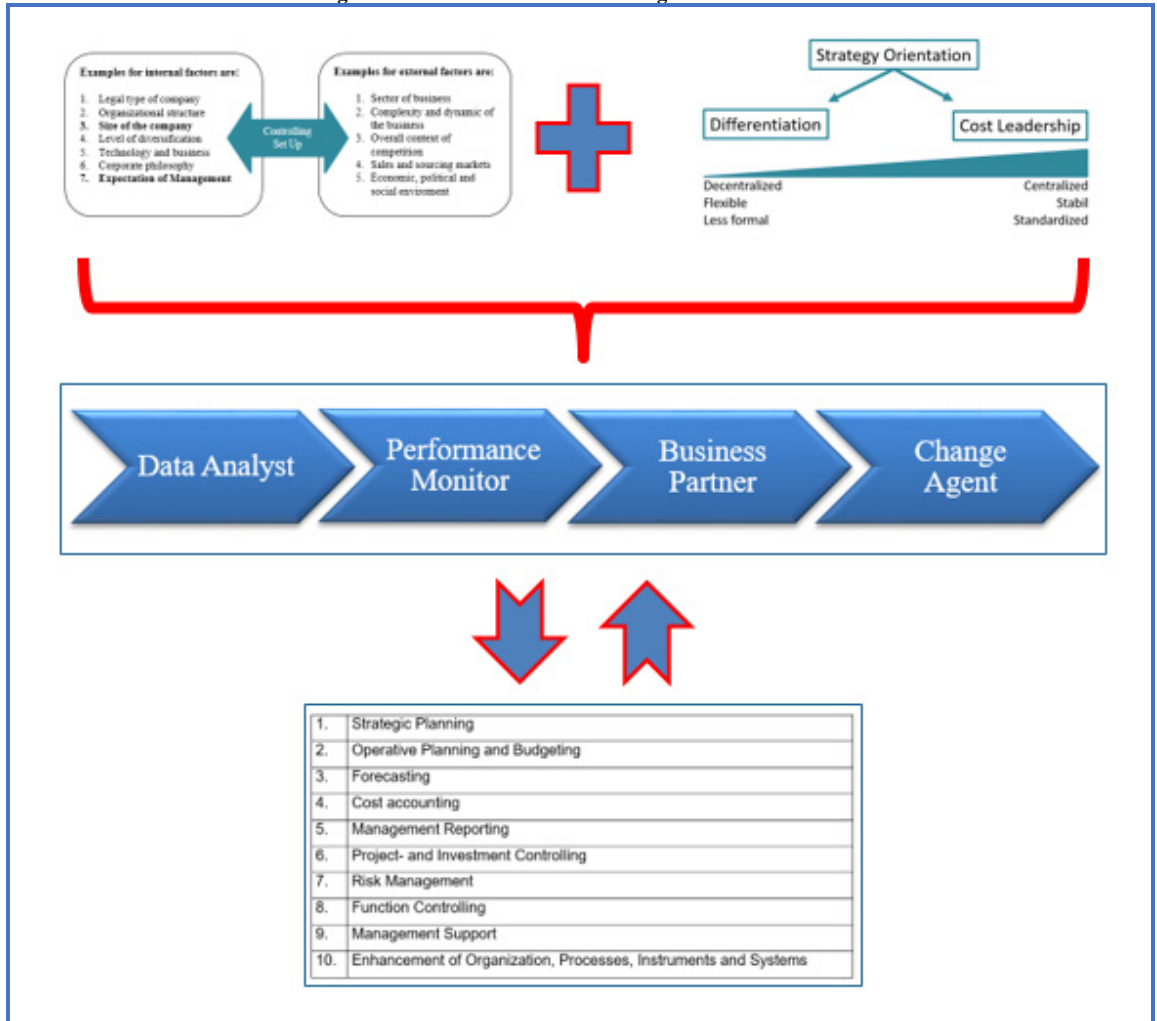 Examples for internal factors are:
1. Legal type of company
2. Organizational structure
3. Size of the company
4. Level of diversification
5. Technology and business
6. Corporate philosophy
7. Expectation of Management
Controlling
Set Up
Examples for external factors are:
1. Sector of business
2. Complexity and dynamic of
the business
3. Overall context of
competition
4. Sales and sourcing markets
5. Economic, political and
social enviroment
Strategy Orientation
Differentiation
Cost Leadership
Decentralized
Flexible
Less formal
Centralized
Stabil
Standardized
Data Analyst
Performance
Monitor
Business
Partner
Change
Agent
1. Strategic Planning
2. Operative Planning and Budgeting
3. Forecasting
4. Cost accounting
5. Management Reporting
6. Project- and Investment Controlling
7. Risk Management
8. Function Controlling
9. Management Support
10. Enhancement of Organization, Processes, Instruments and Systems